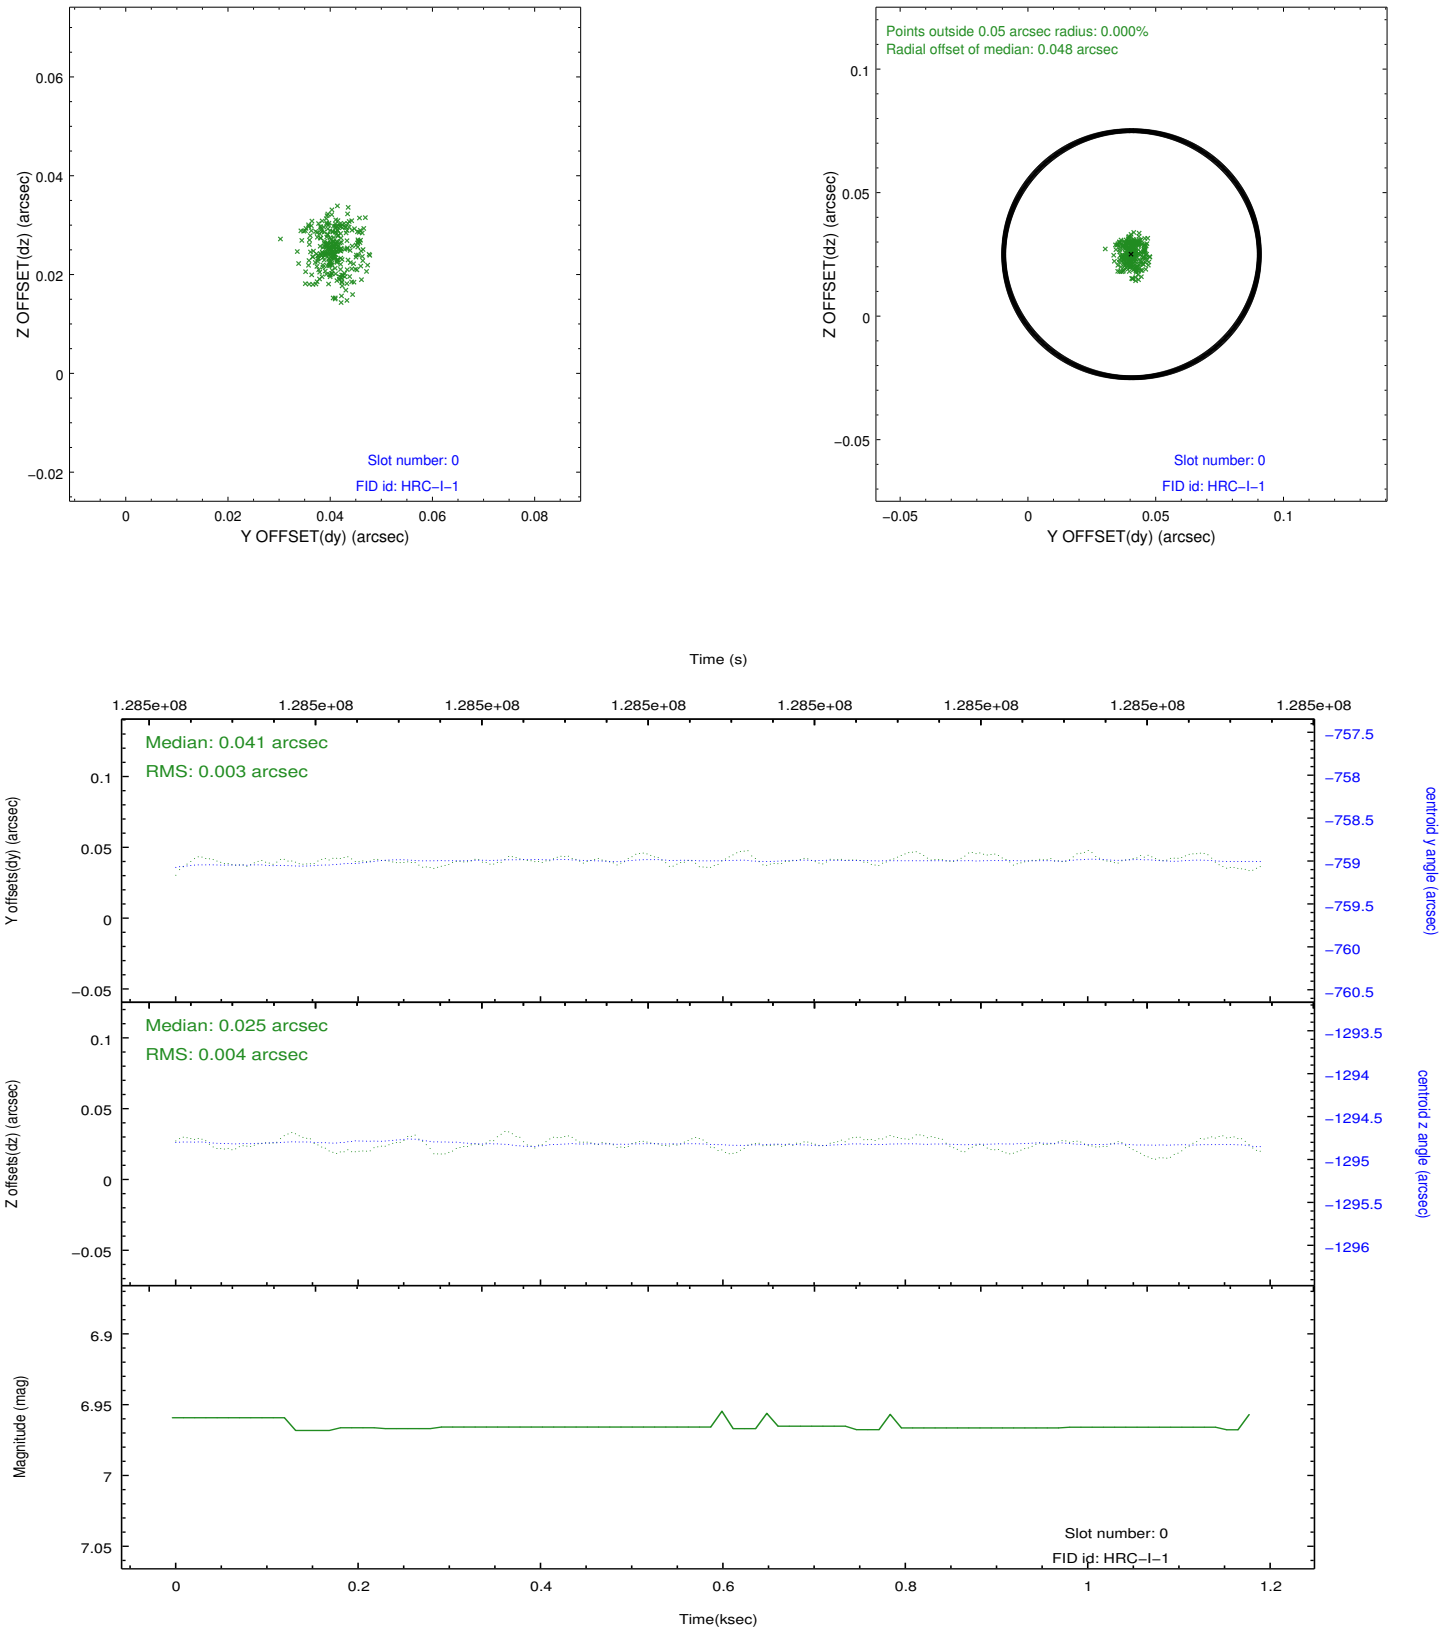 0.06
0.04
0.02
0
−0.02
Z OFFSET(dz) (arcsec)
Slot number: 0
FID id: HRC−I−1
0
0.02
0.04
0.06
0.08
Y OFFSET(dy) (arcsec)
Points outside 0.05 arcsec radius: 0.000%
Radial offset of median: 0.048 arcsec
0.1
0.05
0
−0.05
Z OFFSET(dz) (arcsec)
Slot number: 0
FID id: HRC−I−1
−0.05
0
0.05
0.1
Y OFFSET(dy) (arcsec)
Time (s)
1.285e+08 1.285e+08 1.285e+08 1.285e+08 1.285e+08 1.285e+08 1.285e+08 1.285e+08
Median: 0.041 arcsec
RMS: 0.003 arcsec
0.1
0.05
0
−0.05
Y offsets(dy) (arcsec)
−757.5
−758
−758.5
−759
−759.5
−760
−760.5
centroid y angle (arcsec)
Median: 0.025 arcsec
RMS: 0.004 arcsec
0.1
0.05
0
−0.05
Z offsets(dz) (arcsec)
−1293.5
−1294
−1294.5
−1295
−1295.5
−1296
centroid z angle (arcsec)
6.9
6.95
7
7.05
Magnitude (mag)
Slot number: 0
FID id: HRC−I−1
0
0.2
0.4
0.6
0.8
1
1.2
Time(ksec)